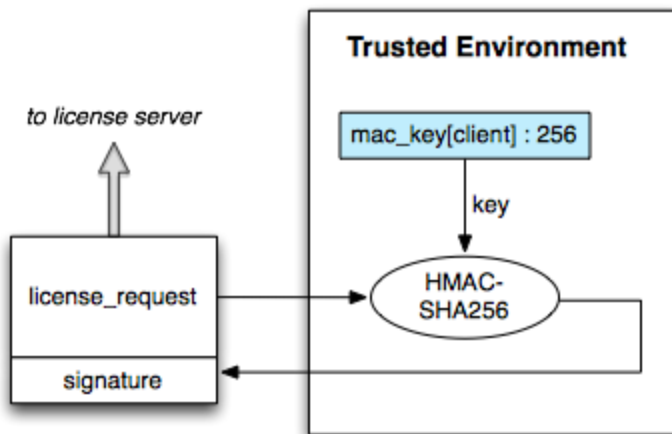 Trusted Environment
to license server
mac_key[client] : 256
key
license_request
HMAC-
SHA256
signature